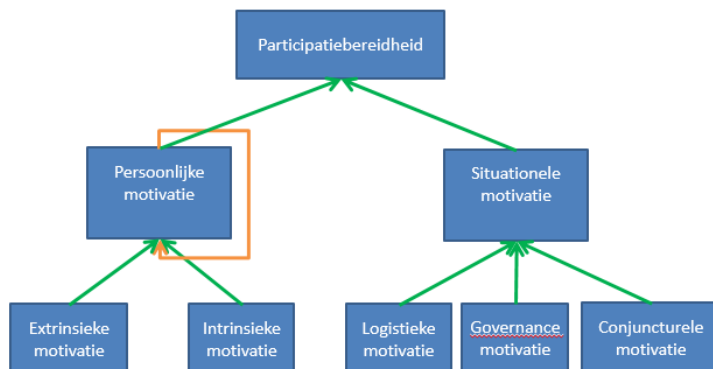 Participatiebereidheid
Persoonlijke
motivatie
Situationele
motivatie
Extrinsieke
motivatie
Intrinsieke
motivatie
Logistieke
motivatie
Governance
motivatie
Conjuncturele
motivatie